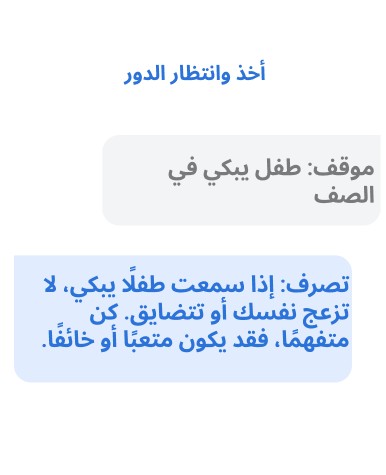 أخذ وانتظار الدور
موقف: طفل يبكي في
الصف
تصرف: إذا سمعت طفلًا يبكي، لا
تزعج نفسك أو تتضايق. كن
متفهمًا، فقد يكون متعبًا أو خائفًا.